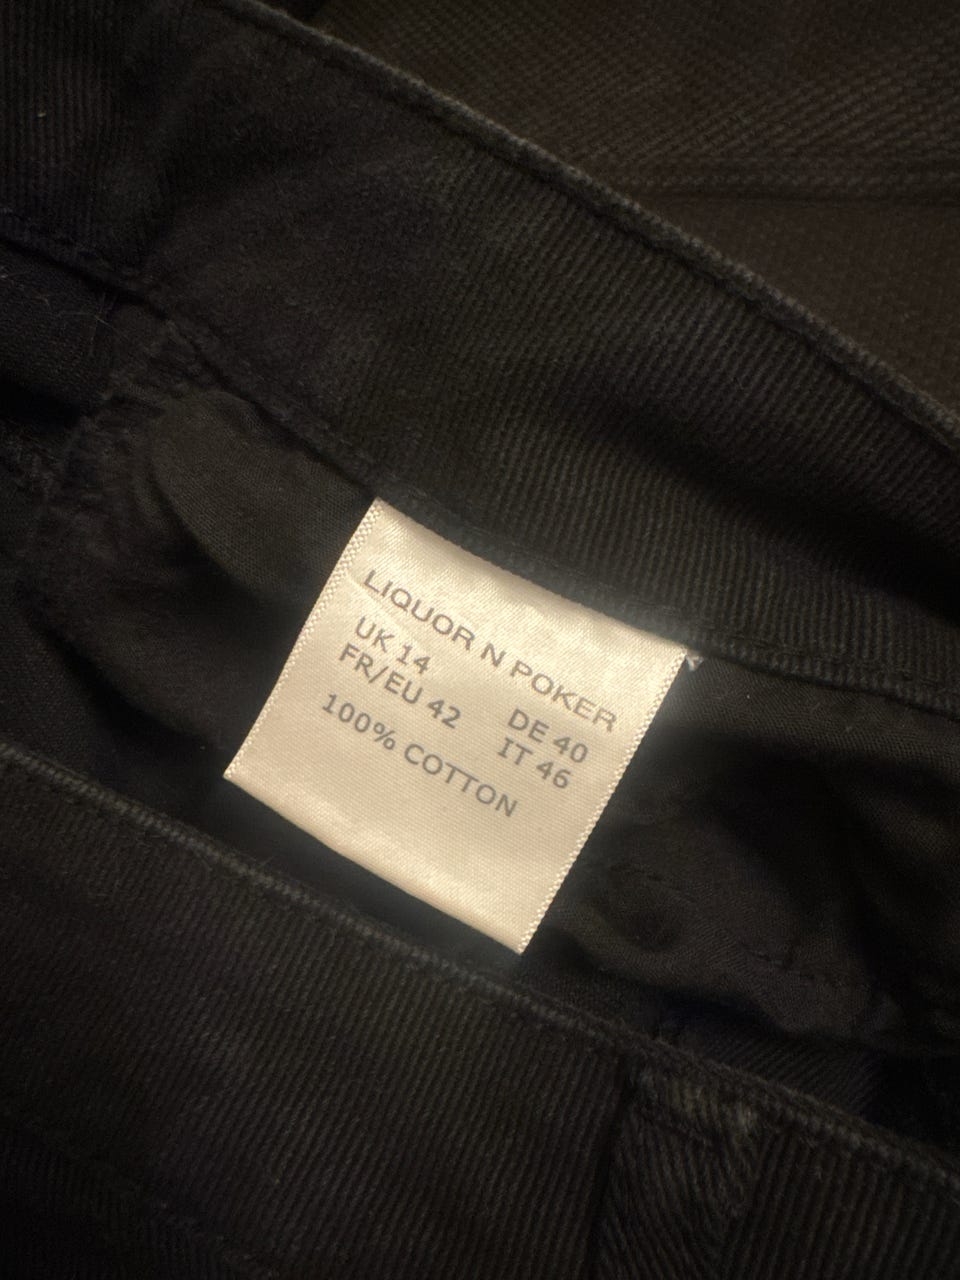 LIQUOR N POKER
UK 14 DE 40
FR/EU 42 IT 46
100% COTTON